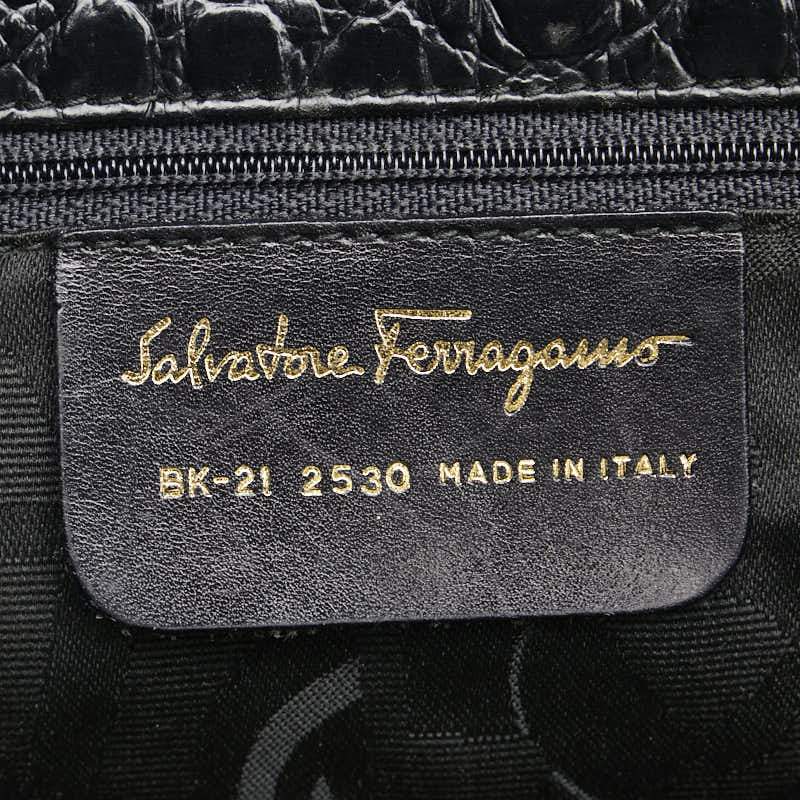 Salvatore Ferragamo
BK-21 2530 MADE IN ITALY